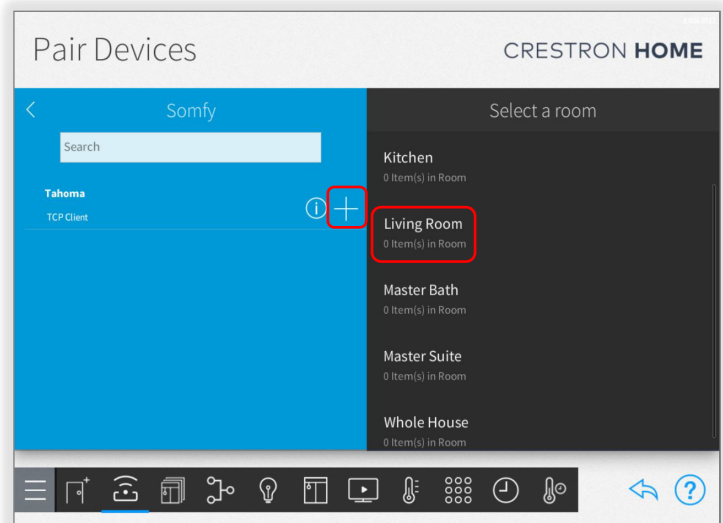 Pair Devices
CRESTRON HOME
Somfy
Select a room
Search
Tahoma
TCP Client
Kitchen
0 Item(s) in Room
Living Room
0 Item(s) in Room
Master Bath
0 Item(s) in Room
Master Suite
0 Item(s) in Room
Whole House
0 Item(s) in Room